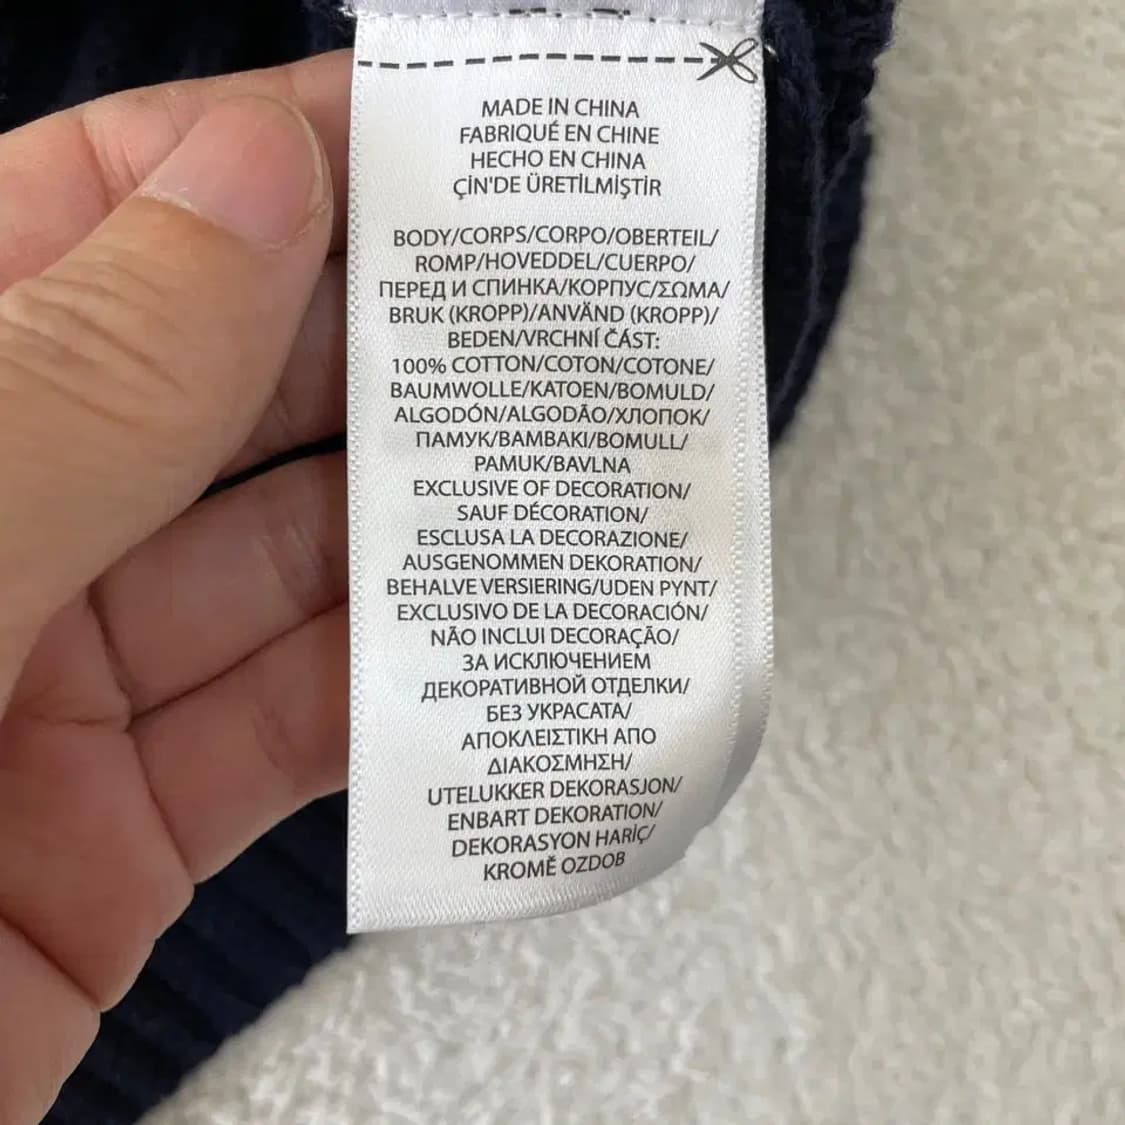 MADE IN CHINA
FABRIQUÉ EN CHINE
HECHO EN CHINA
ÇİN'DE ÜRETİLMİŞTİR
BODY/CORPS/CORPO/OBERTEIL/
ROMP/HOVEDDEL/CUERPO/
ПЕРЕД И СПИНКА/КОРПУС/ΣΩΜΑ/
BRUK (KROPP)/ANVÄND (KROPP)/
BEDEN/VRCHNÍ ČÁST:
100% COTTON/COTON/COTONE/
BAUMWOLLE/KATOEN/BOMULD/
ALGODÓN/ALGODÃO/ХЛОПОК/
ПАМУК/BAMBAKI/BOMULL/
PAMUK/BAVLNA
EXCLUSIVE OF DECORATION/
SAUF DÉCORATION/
ESCLUSA LA DECORAZIONE/
AUSGENOMMEN DEKORATION/
BEHALVE VERSIERING/UDEN PYNT/
EXCLUSIVO DE LA DECORACIÓN/
NÃO INCLUI DECORAÇÃO/
ЗА ИСКЛЮЧЕНИЕМ
ДЕКОРАТИВНОЙ ОТДЕЛКИ/
БЕЗ УКРАСАТА/
ΑΠΟΚΛΕΙΣΤΙΚΗ ΑΠΟ
ΔΙΑΚΟΣΜΗΣΗ/
UTELUKKER DEKORASJON/
ENBART DEKORATION/
DEKORASYON HARİÇ/
KROMĚ OZDOB